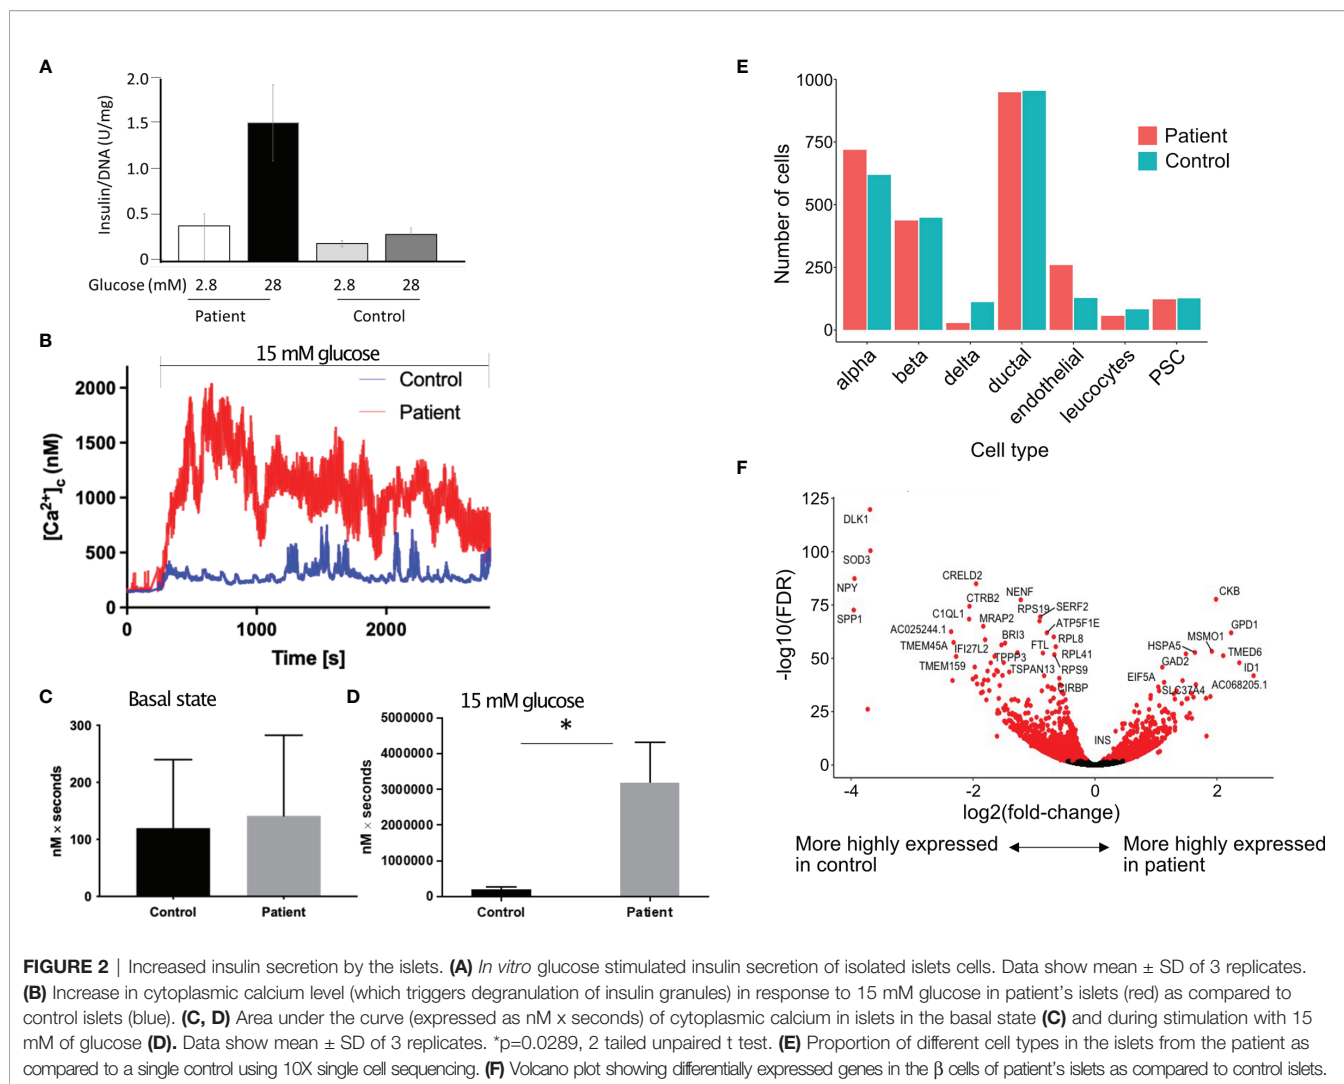 A
2.0
1.5
1.0
0.5
0
Insulin/DNA (U/mg)
Glucose (mM) 2.8 28 2.8 28
Patient Control
B
15 mM glucose
Control
Patient
2000
1500
1000
500
0
[Ca²⁺]c (nM)
0 1000 2000
Time [s]
C
Basal state
300
200
100
0
nM × seconds
Control Patient
D
15 mM glucose
*
5000000
4000000
3000000
2000000
1000000
0
nM × seconds
Control Patient
E
1000
750
500
250
0
Number of cells
Patient
Control
alpha beta delta ductal endothelial leucocytes PSC
Cell type
F
125
100
75
50
25
0
-log10(FDR)
DLK1
SOD3
NPY
SPP1
CRELD2
CTRB2
C1QL1
MRAP2
AC025244.1
TMEM45A
IFI27L2
TMEM159
NENF
RPS19
SERF2
ATP5F1E
BRI3
FTL
RPL8
TPPP3
RPL41
TSPAN13
RPS9
CIRBP
INS
CKB
GPD1
MSMO1
HSPA5
TMED6
GAD2
ID1
EIF5A
SLC37A4
AC068205.1
-4 -2 0 2
log2(fold-change)
More highly expressed
in control
More highly expressed
in patient
FIGURE 2 | Increased insulin secretion by the islets. (A) In vitro glucose stimulated insulin secretion of isolated islets cells. Data show mean ± SD of 3 replicates.
(B) Increase in cytoplasmic calcium level (which triggers degranulation of insulin granules) in response to 15 mM glucose in patient's islets (red) as compared to
control islets (blue). (C, D) Area under the curve (expressed as nM x seconds) of cytoplasmic calcium in islets in the basal state (C) and during stimulation with 15
mM of glucose (D). Data show mean ± SD of 3 replicates. *p=0.0289, 2 tailed unpaired t test. (E) Proportion of different cell types in the islets from the patient as
compared to a single control using 10X single cell sequencing. (F) Volcano plot showing differentially expressed genes in the β cells of patient's islets as compared to control islets.